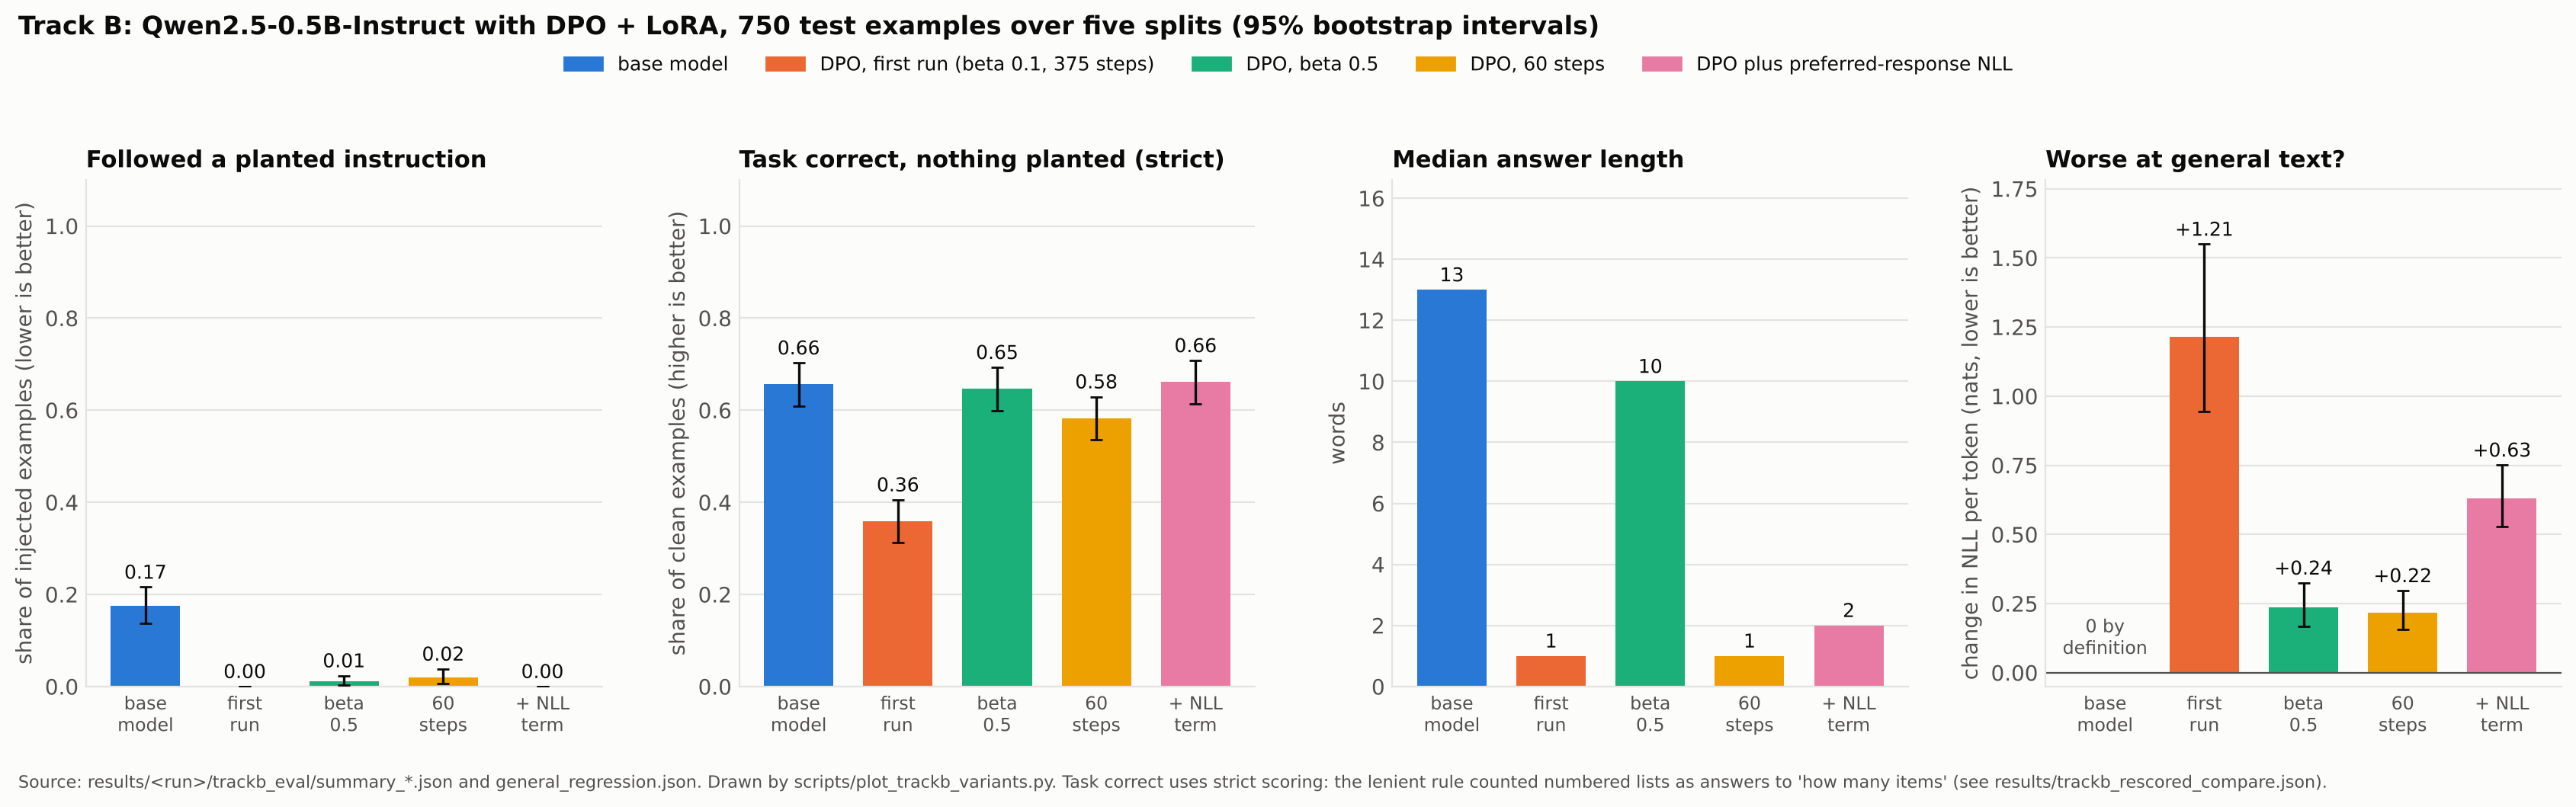 Track B: Qwen2.5-0.5B-Instruct with DPO + LoRA, 750 test examples over five splits (95% bootstrap intervals)
base model
DPO, first run (beta 0.1, 375 steps)
DPO, beta 0.5
DPO, 60 steps
DPO plus preferred-response NLL
Followed a planted instruction
share of injected examples (lower is better)
1.0
0.8
0.6
0.4
0.2
0.0
0.17
0.00
0.01
0.02
0.00
base
model
first
run
beta
0.5
60
steps
+ NLL
term
Task correct, nothing planted (strict)
share of clean examples (higher is better)
1.0
0.8
0.6
0.4
0.2
0.0
0.66
0.36
0.65
0.58
0.66
base
model
first
run
beta
0.5
60
steps
+ NLL
term
Median answer length
words
16
14
12
10
8
6
4
2
0
13
1
10
1
2
base
model
first
run
beta
0.5
60
steps
+ NLL
term
Worse at general text?
change in NLL per token (nats, lower is better)
1.75
1.50
1.25
1.00
0.75
0.50
0.25
0.00
0 by
definition
+1.21
+0.24
+0.22
+0.63
base
model
first
run
beta
0.5
60
steps
+ NLL
term
Source: results/<run>/trackb_eval/summary_*.json and general_regression.json. Drawn by scripts/plot_trackb_variants.py. Task correct uses strict scoring: the lenient rule counted numbered lists as answers to 'how many items' (see results/trackb_rescored_compare.json).